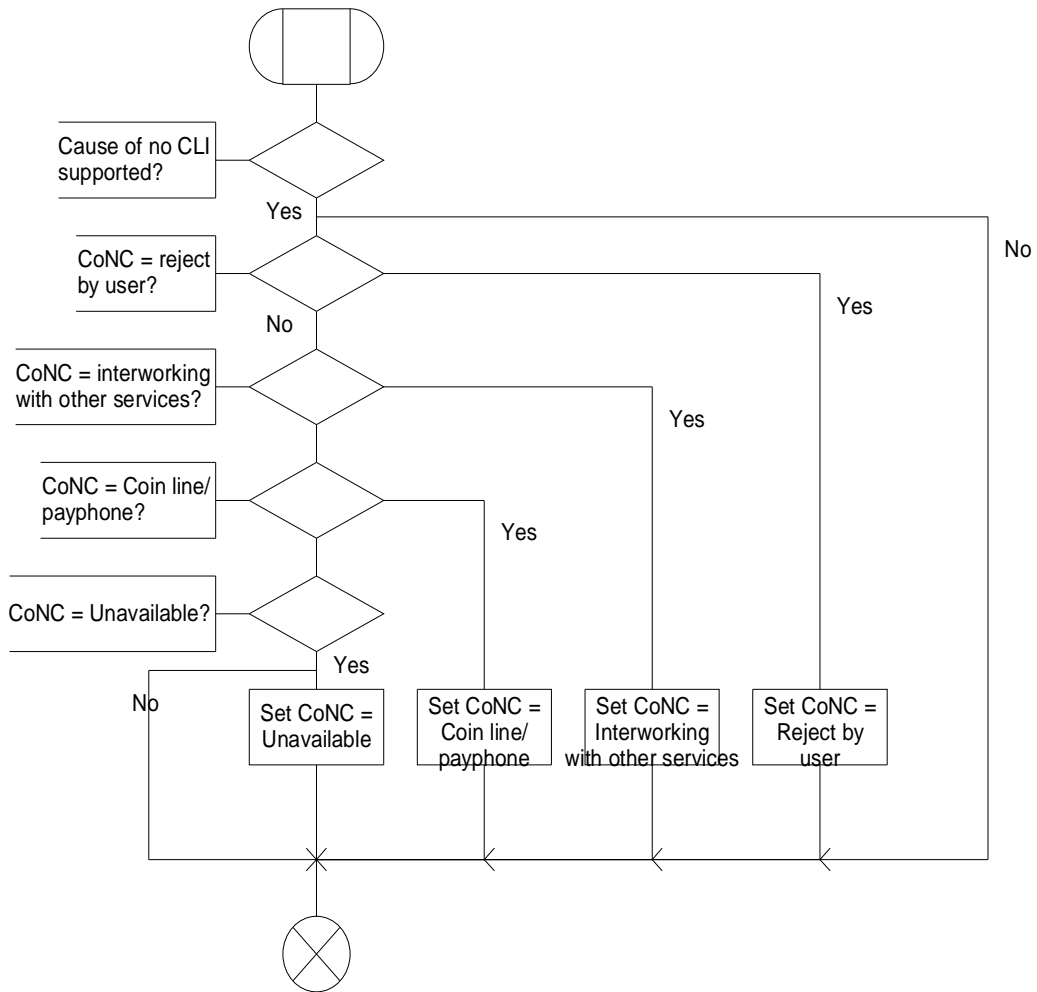 Cause of no CLI
supported?
Yes
No
CoNC = reject
by user?
Yes
No
CoNC = interworking
with other services?
Yes
CoNC = Coin line/
payphone?
Yes
CoNC = Unavailable?
Yes
No
Set CoNC =
Unavailable
Set CoNC =
Coin line/
payphone
Set CoNC =
Interworking
with other services
Set CoNC =
Reject by
user